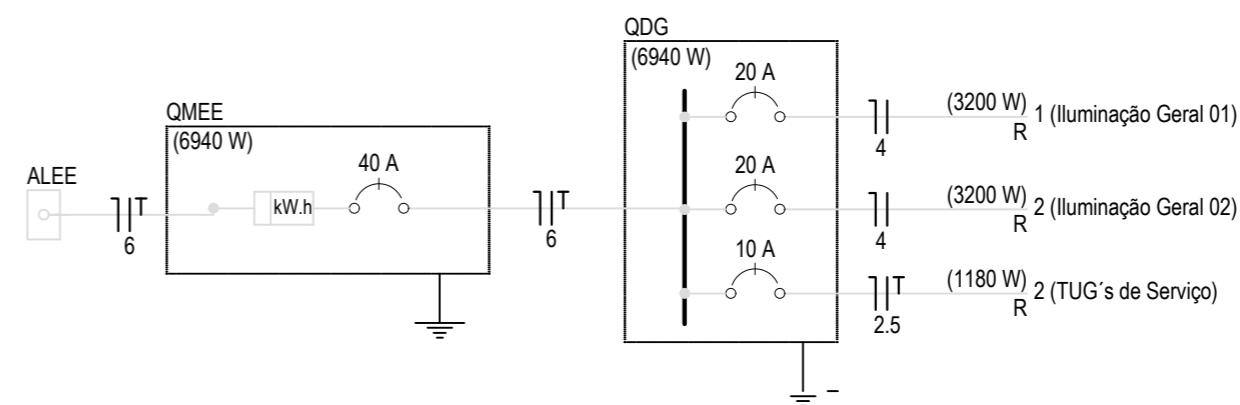 QDG
(6940 W)
20 A
(3200 W)
R
1 (Iluminação Geral 01)
4
QMEE
(6940 W)
40 A
kW.h
ALEE
T
6
T
6
20 A
(3200 W)
R
2 (Iluminação Geral 02)
4
10 A
T
(1180 W)
R
2 (TUG´s de Serviço)
2.5